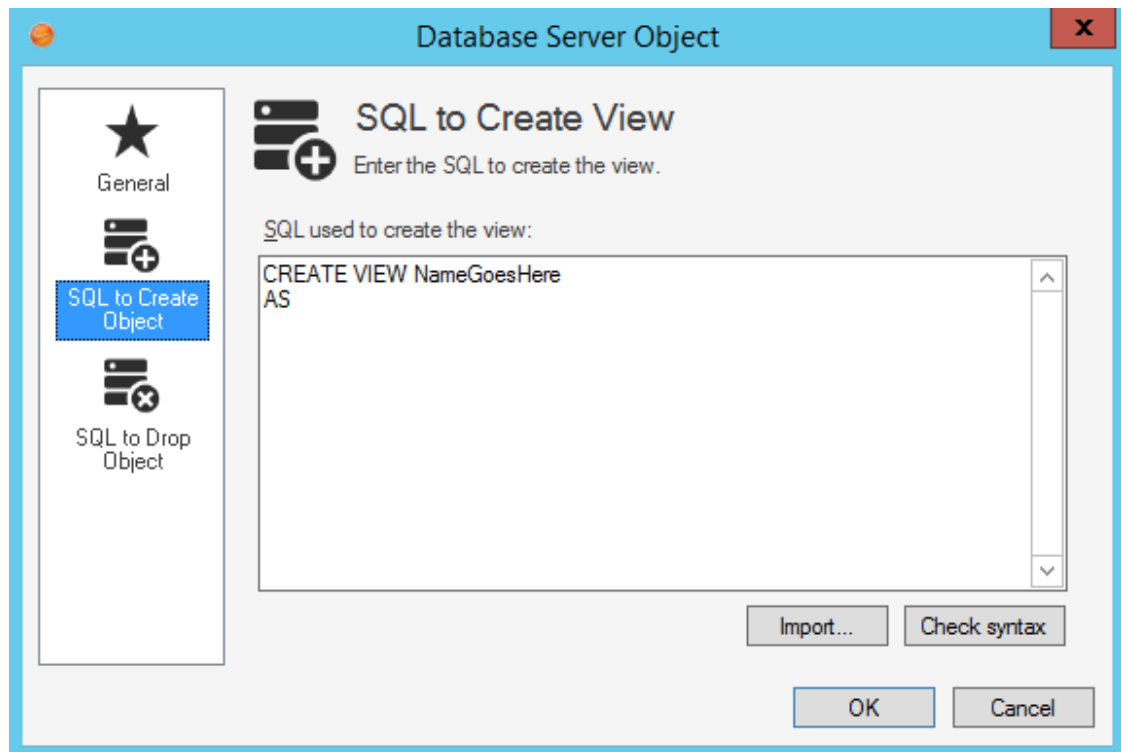 Database Server Object
x
General
SQL to Create
Object
SQL to Drop
Object
SQL to Create View
Enter the SQL to create the view.
SQL used to create the view:
CREATE VIEW NameGoesHere
AS
Import...
Check syntax
OK
Cancel